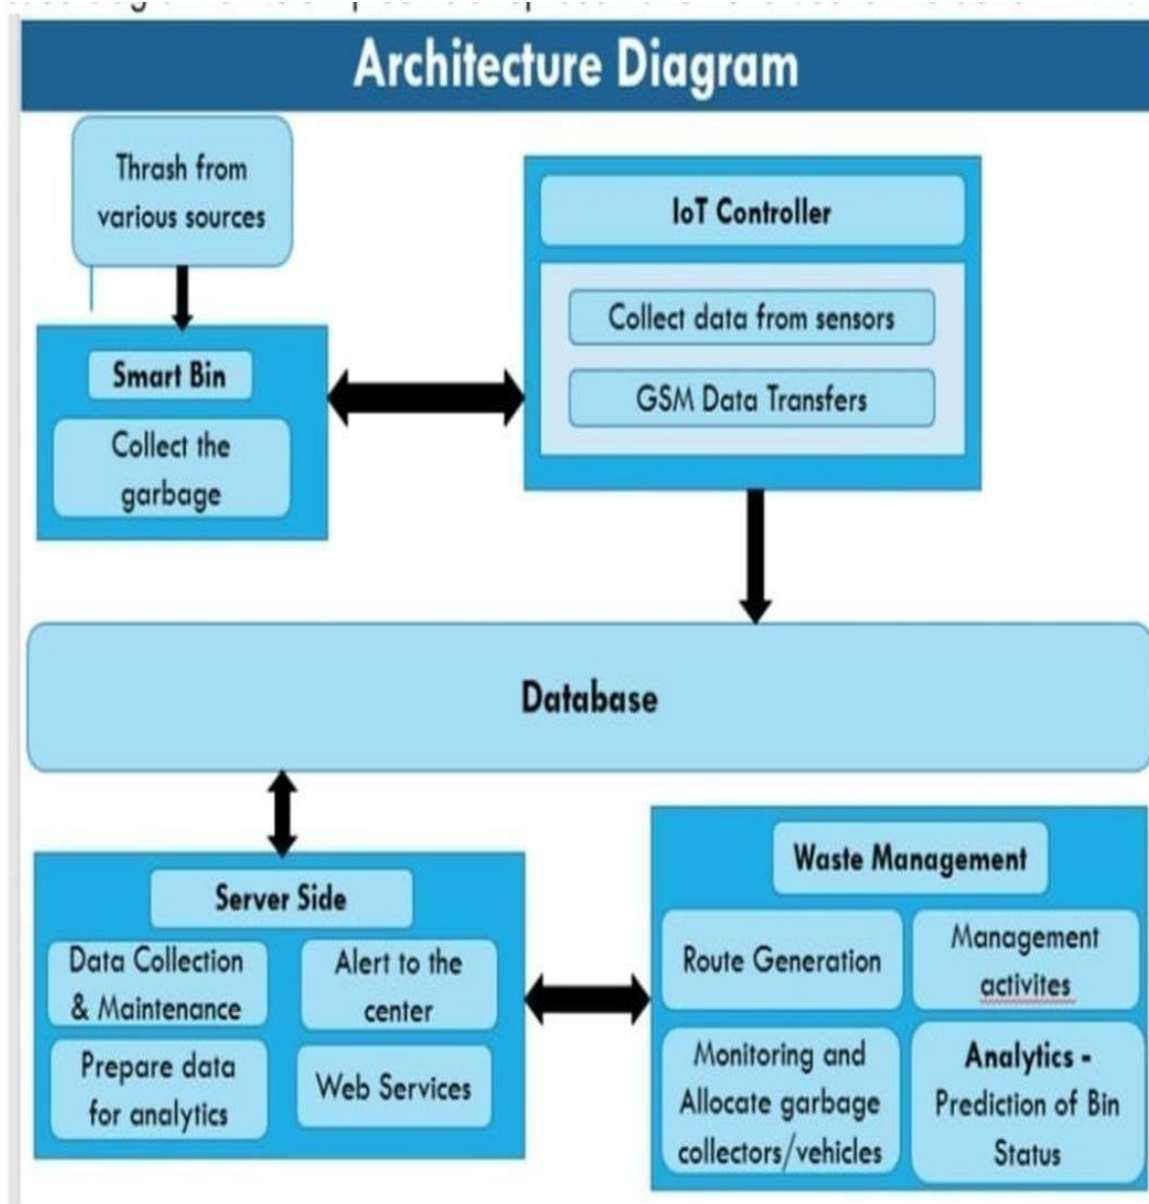 Architecture Diagram
Thrash from
various sources
IoT Controller
Collect data from sensors
GSM Data Transfers
Smart Bin
Collect the
garbage
Database
Server Side
Data Collection
& Maintenance
Alert to the
center
Prepare data
for analytics
Web Services
Waste Management
Route Generation
Management
activites
Monitoring and
Allocate garbage
collectors/vehicles
Analytics -
Prediction of Bin
Status